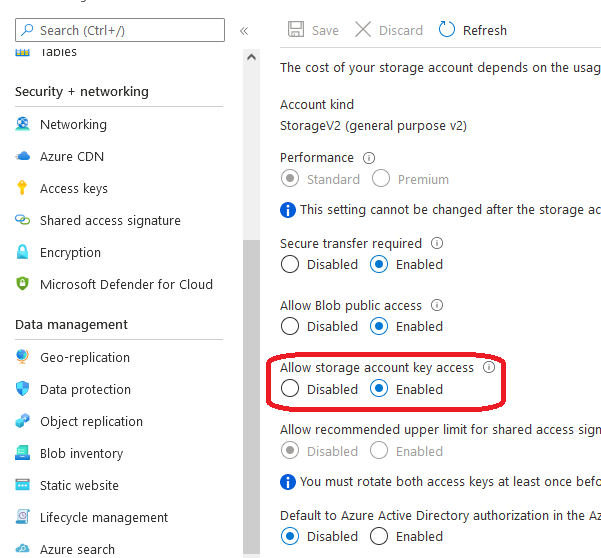 Search (Ctrl+/)
«
Tables
Security + networking
Networking
Azure CDN
Access keys
Shared access signature
Encryption
Microsoft Defender for Cloud
Data management
Geo-replication
Data protection
Object replication
Blob inventory
Static website
Lifecycle management
Azure search
Save Discard Refresh
The cost of your storage account depends on the usag
Account kind
StorageV2 (general purpose v2)
Performance
Standard Premium
This setting cannot be changed after the storage ac
Secure transfer required
Disabled Enabled
Allow Blob public access
Disabled Enabled
Allow storage account key access
Disabled Enabled
Allow recommended upper limit for shared access sign
Disabled Enabled
You must rotate both access keys at least once befo
Default to Azure Active Directory authorization in the Az
Disabled Enabled